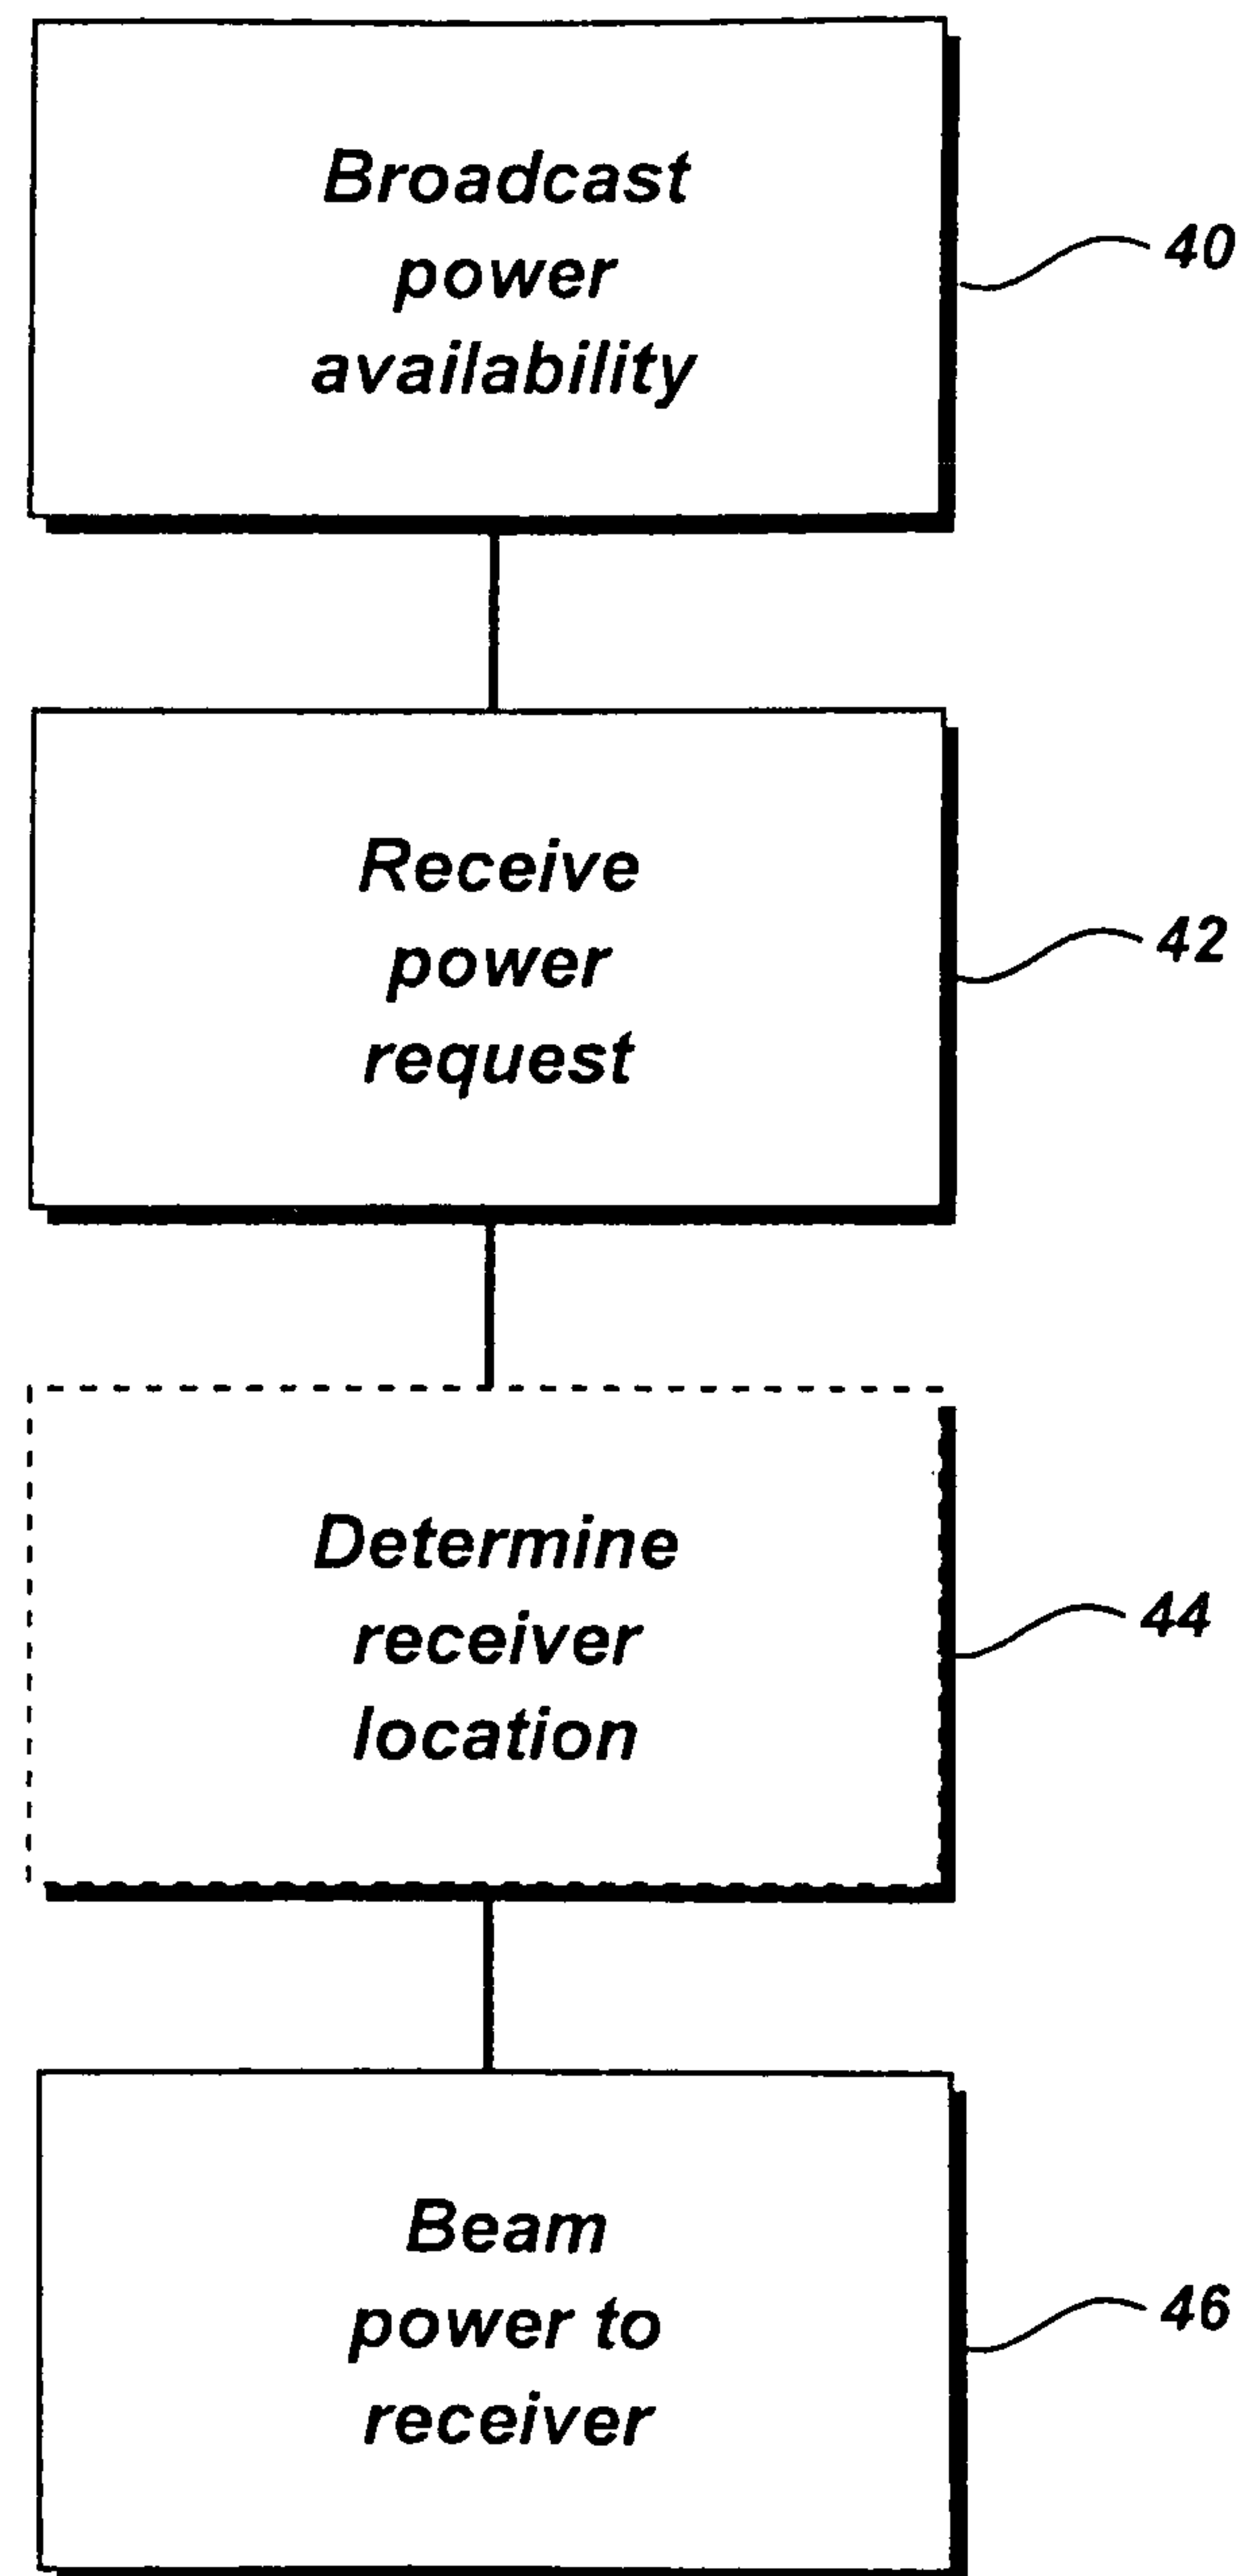 Broadcast
power
availability
40
Receive
power
request
42
Determine
receiver
location
44
Beam
power to
receiver
46